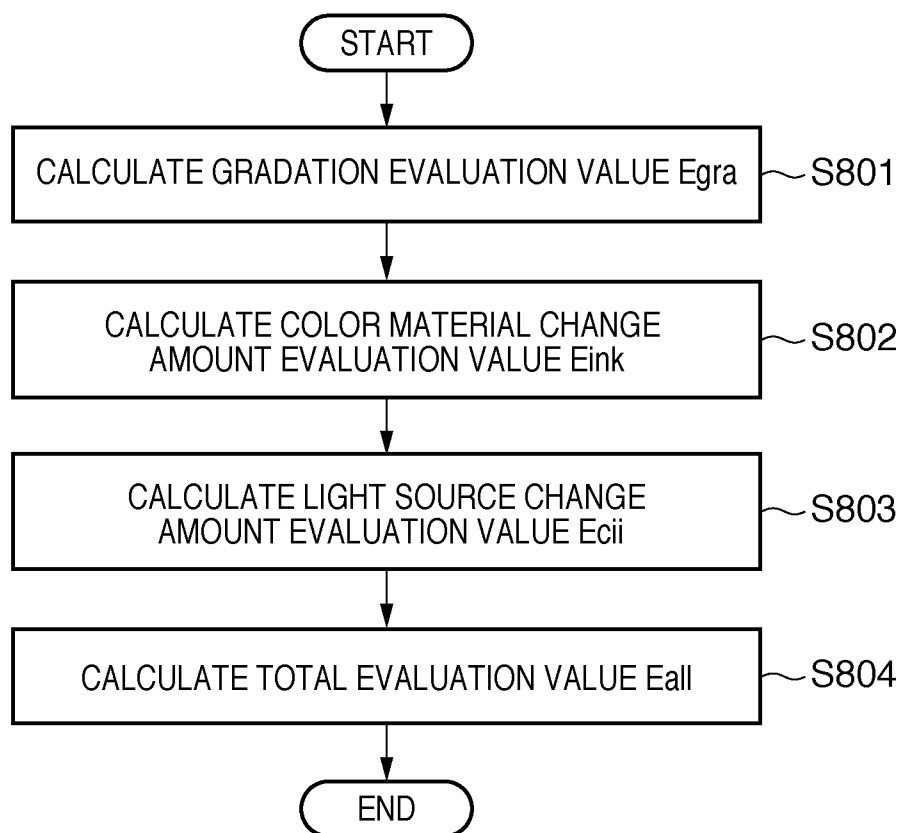 START
CALCULATE GRADATION EVALUATION VALUE Egra
S801
CALCULATE COLOR MATERIAL CHANGE
AMOUNT EVALUATION VALUE Eink
S802
CALCULATE LIGHT SOURCE CHANGE
AMOUNT EVALUATION VALUE Ecii
S803
CALCULATE TOTAL EVALUATION VALUE Eall
S804
END